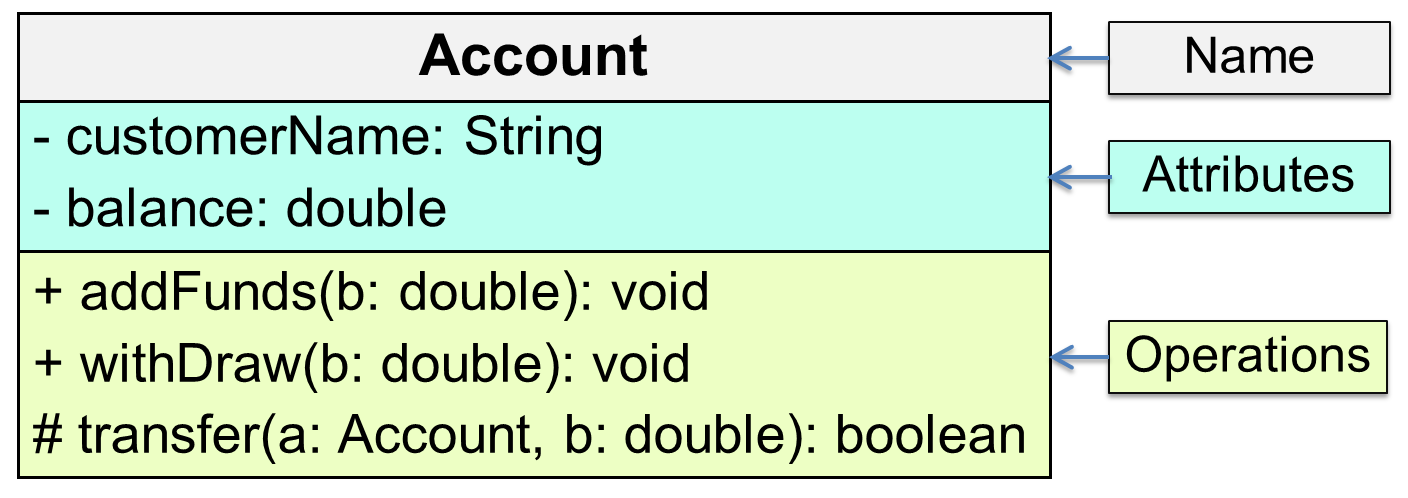 Account
- customerName: String
- balance: double
+ addFunds(b: double): void
+ withDraw(b: double): void
# transfer(a: Account, b: double): boolean
Name
Attributes
Operations